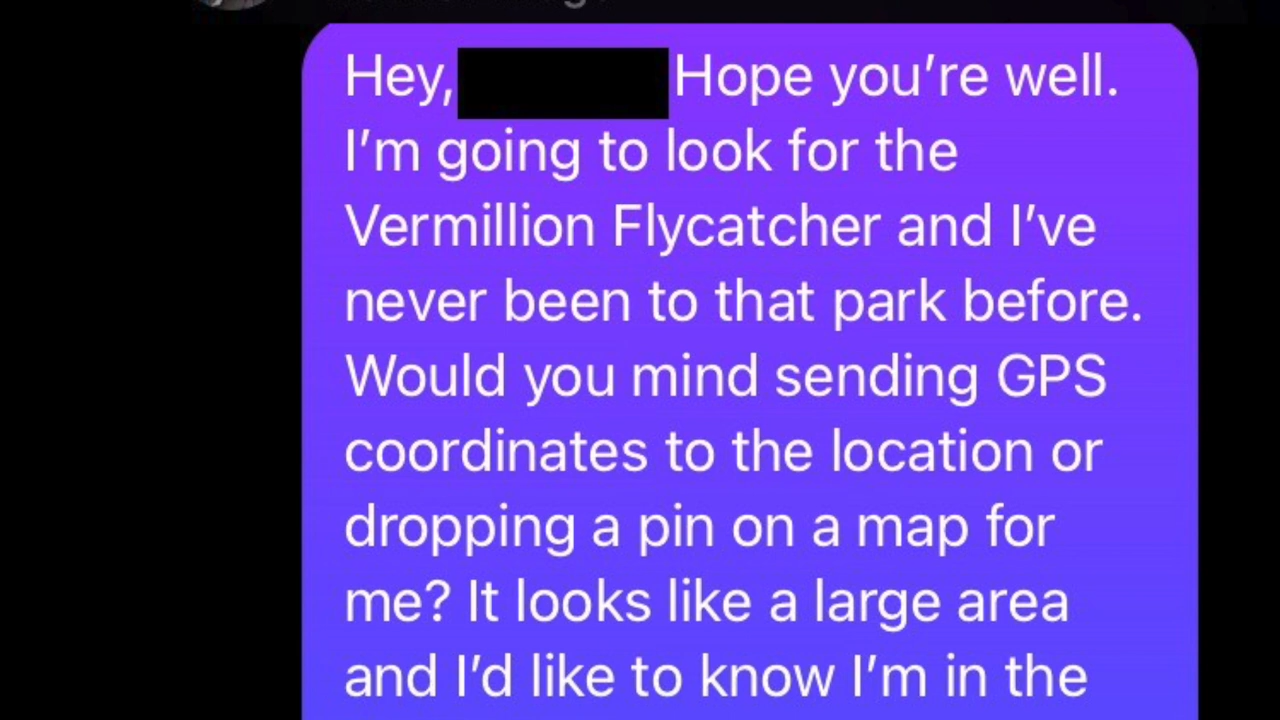 Hey, Hope you’re well.
I’m going to look for the
Vermillion Flycatcher and I’ve
never been to that park before.
Would you mind sending GPS
coordinates to the location or
dropping a pin on a map for
me? It looks like a large area
and I’d like to know I’m in the